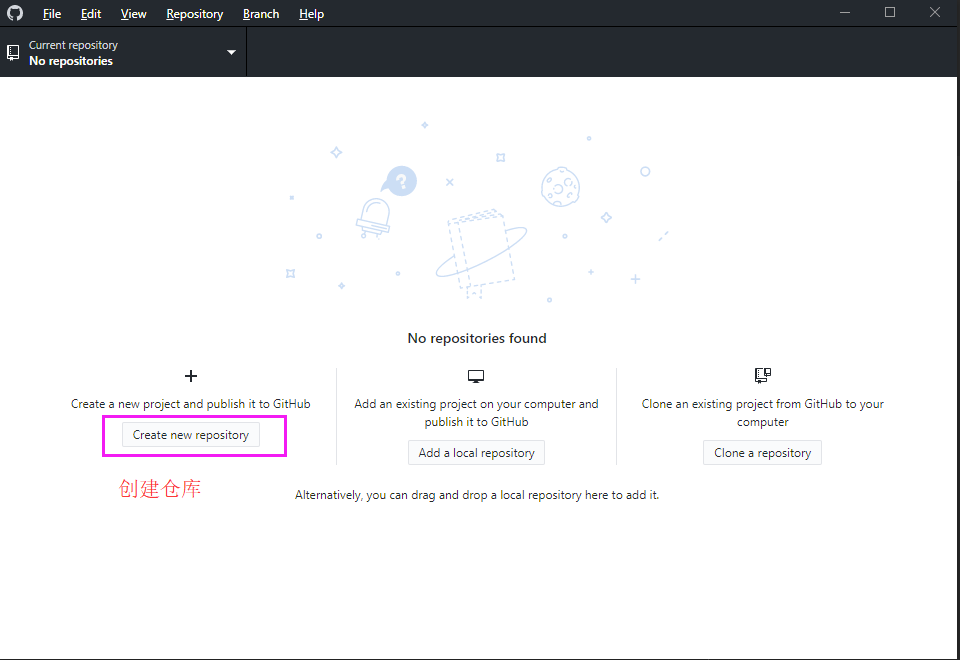 File Edit View Repository Branch Help
Current repository
No repositories
?
No repositories found
Create a new project and publish it to GitHub
Create new repository
创建仓库
Add an existing project on your computer and
publish it to GitHub
Add a local repository
Clone an existing project from GitHub to your
computer
Clone a repository
Alternatively, you can drag and drop a local repository here to add it.